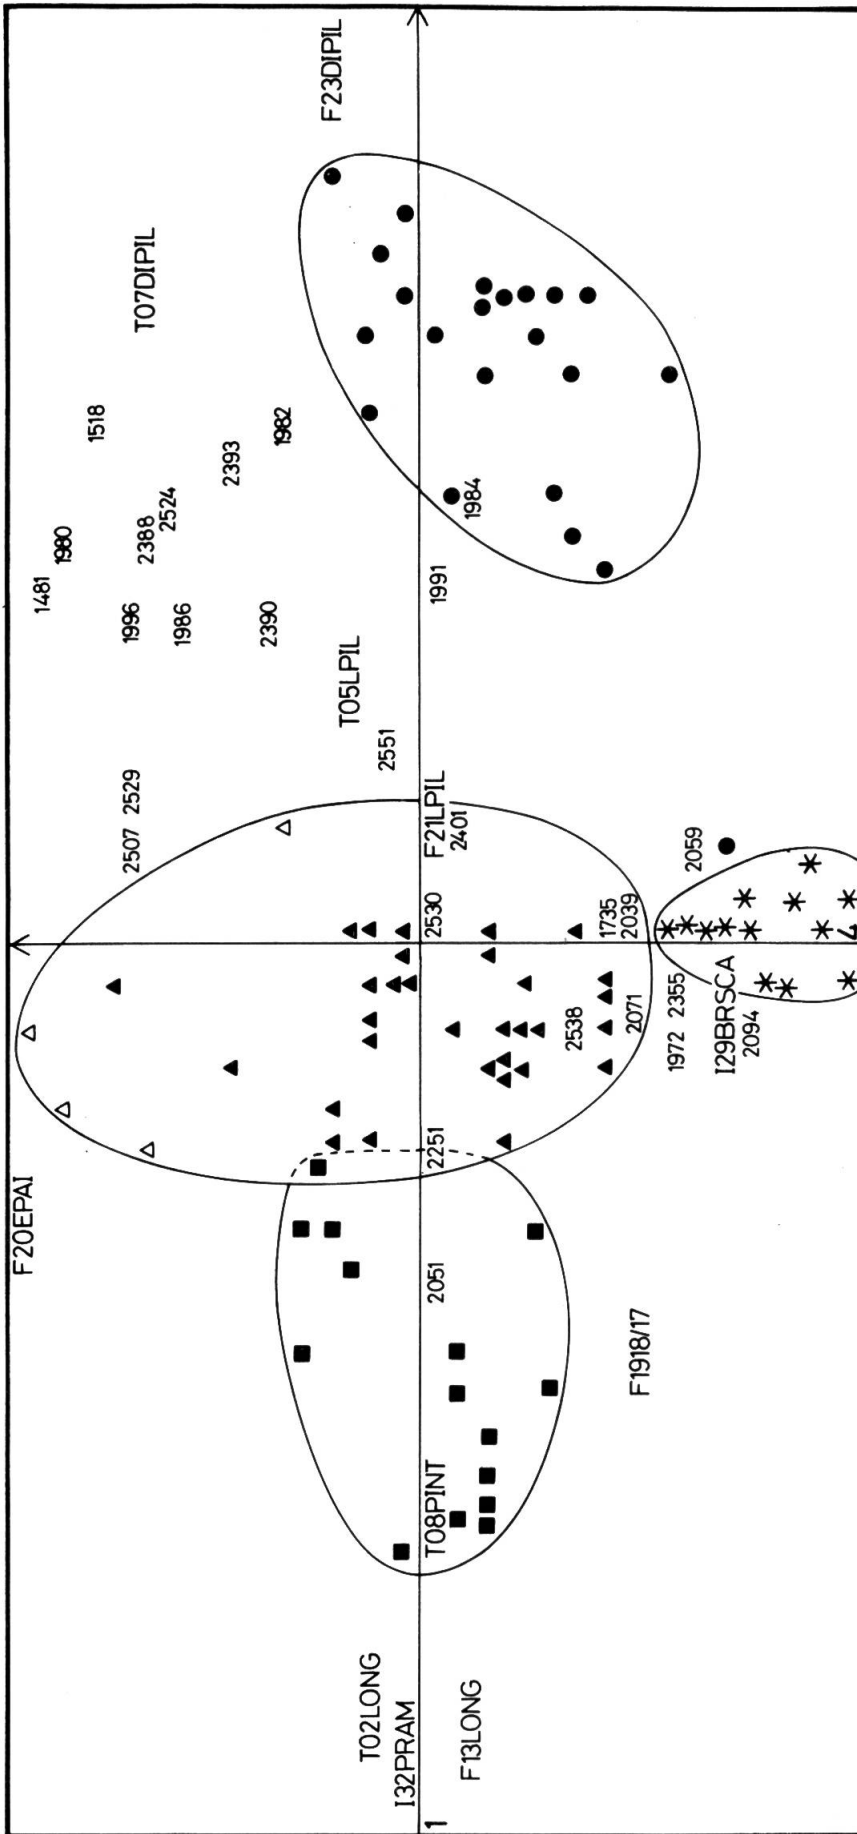 F23DIPIL
T07DIPIL
1518
1982
2393
2524
2388
1980
1481
1984
1991
1996
1986
2390
T05LPIL
2551
2529
2507
F21LPIL
2401
2059
2530
1735
2039
2538
2071
1972 2355
I29BRSCA
2094
4
2251
F20EPAI
2051
F1918/17
T08PINT
T02LONG
I32PRAM
F13LONG
1